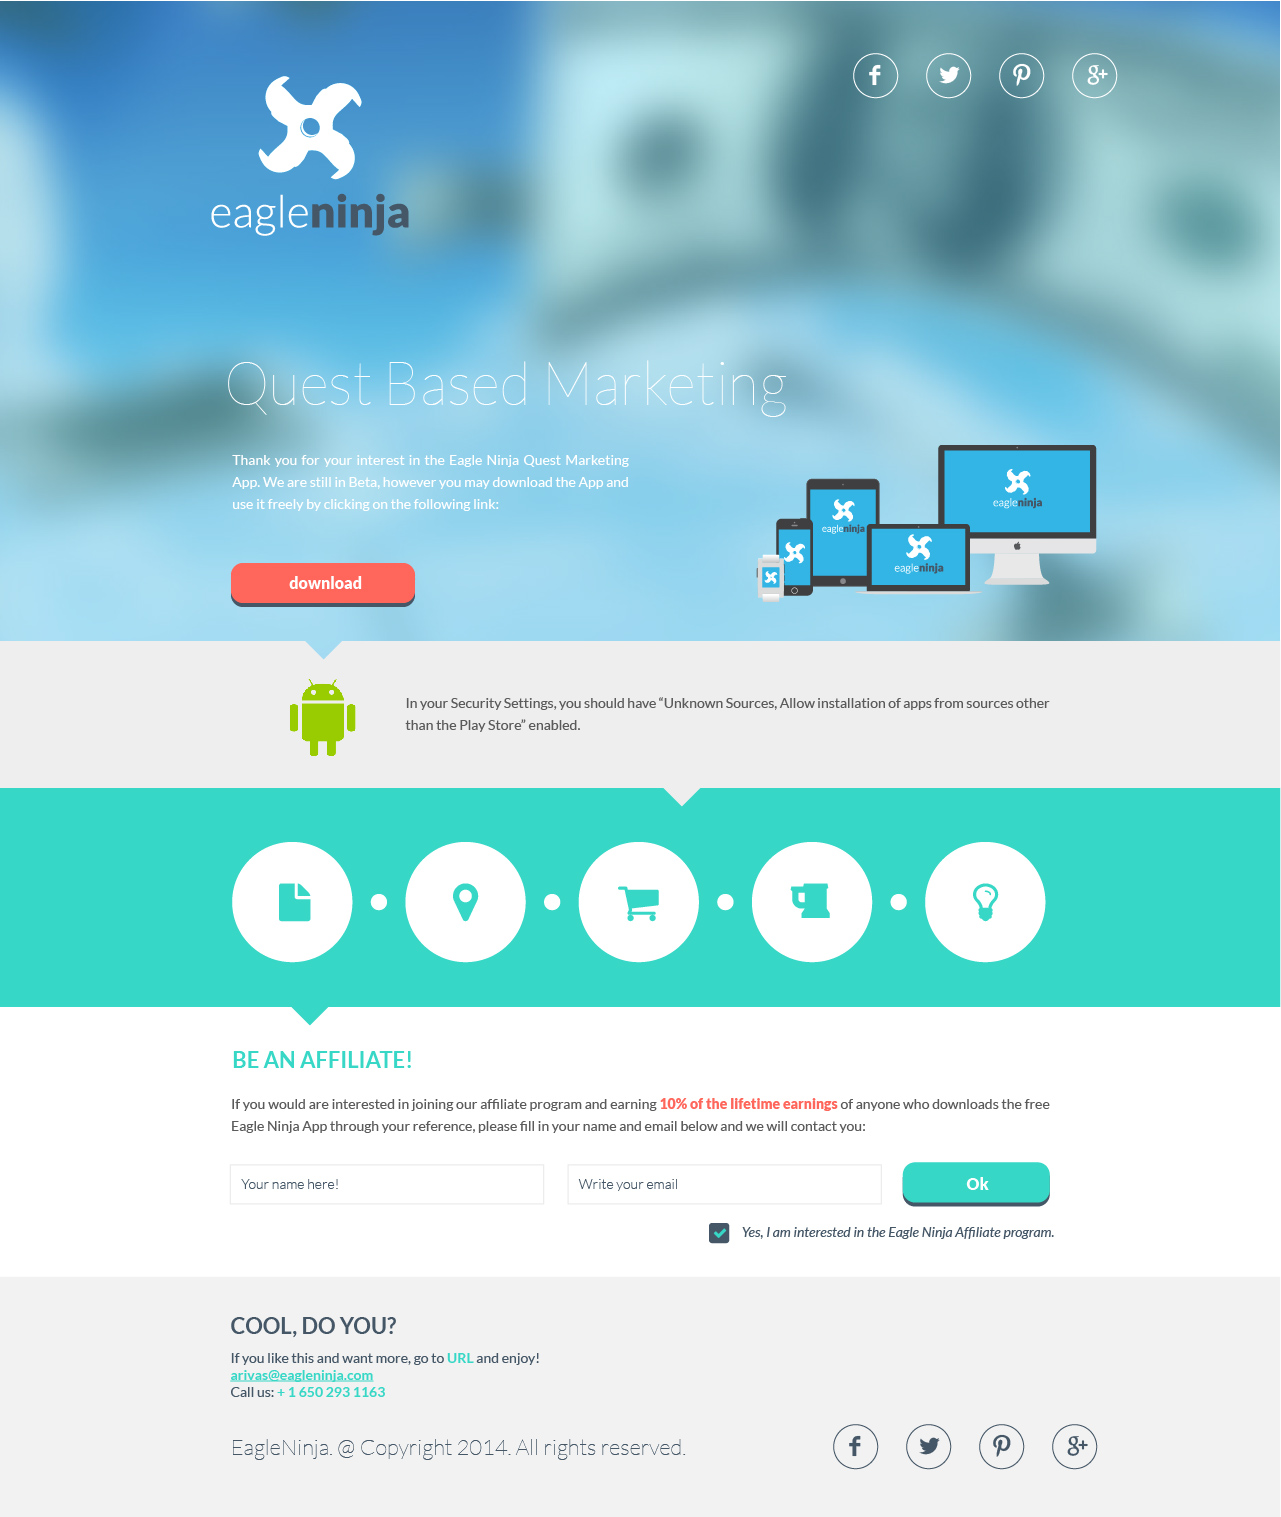 eagleninja
Quest Based Marketing
Thank you for your interest in the Eagle Ninja Quest Marketing
App. We are still in Beta, however you may download the App and
use it freely by clicking on the following link:
download
eagleninja
eagleninja
eagleninja
In your Security Settings, you should have “Unknown Sources, Allow installation of apps from sources other
than the Play Store” enabled.
BE AN AFFILIATE!
If you would are interested in joining our affiliate program and earning 10% of the lifetime earnings of anyone who downloads the free
Eagle Ninja App through your reference, please fill in your name and email below and we will contact you:
Your name here!
Write your email
Ok
Yes, I am interested in the Eagle Ninja Affiliate program.
COOL, DO YOU?
If you like this and want more, go to URL and enjoy!
arivas@eagleninja.com
Call us: + 1 650 293 1163
EagleNinja. @ Copyright 2014. All rights reserved.